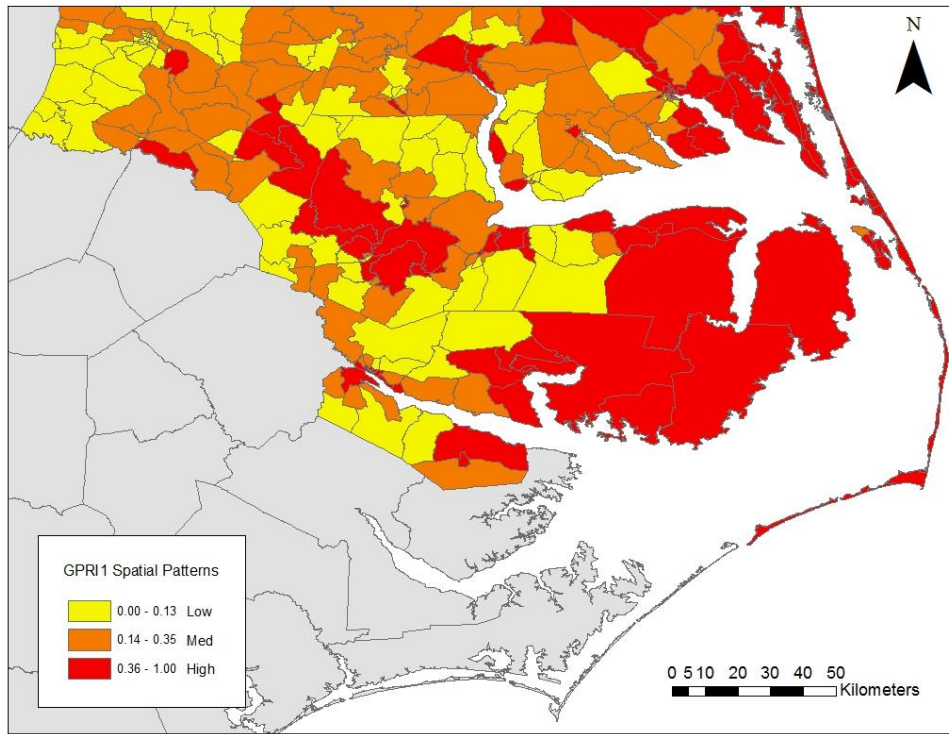 N
GPRI1 Spatial Patterns
0.00 - 0.13 Low
0.14 - 0.35 Med
0.36 - 1.00 High
0 5 10 20 30 40 50
Kilometers